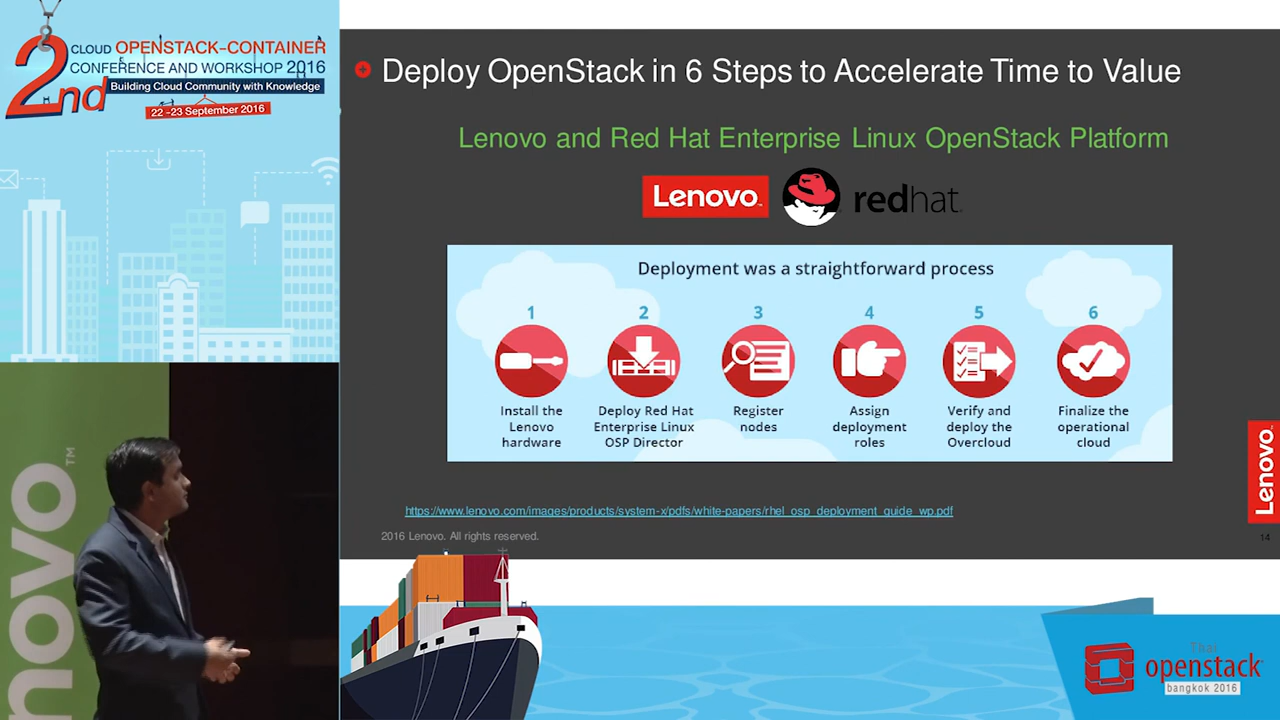 2nd
CLOUD OPENSTACK-CONTAINER
CONFERENCE AND WORKSHOP 2016
Building Cloud Community with Knowledge
22 -23 September 2016
Deploy OpenStack in 6 Steps to Accelerate Time to Value
Lenovo and Red Hat Enterprise Linux OpenStack Platform
Lenovo™
redhat
Deployment was a straightforward process
1 2 3 4 5 6
Install the Lenovo hardware
Deploy Red Hat Enterprise Linux OSP Director
Register nodes
Assign deployment roles
Verify and deploy the Overcloud
Finalize the operational cloud
https://www.lenovo.com/images/products/system-x/pdfs/white-papers/rhel_osp_deployment_guide_wp.pdf
2016 Lenovo. All rights reserved.
14
Lenovo
novo™
Thai
openstack
bangkok 2016